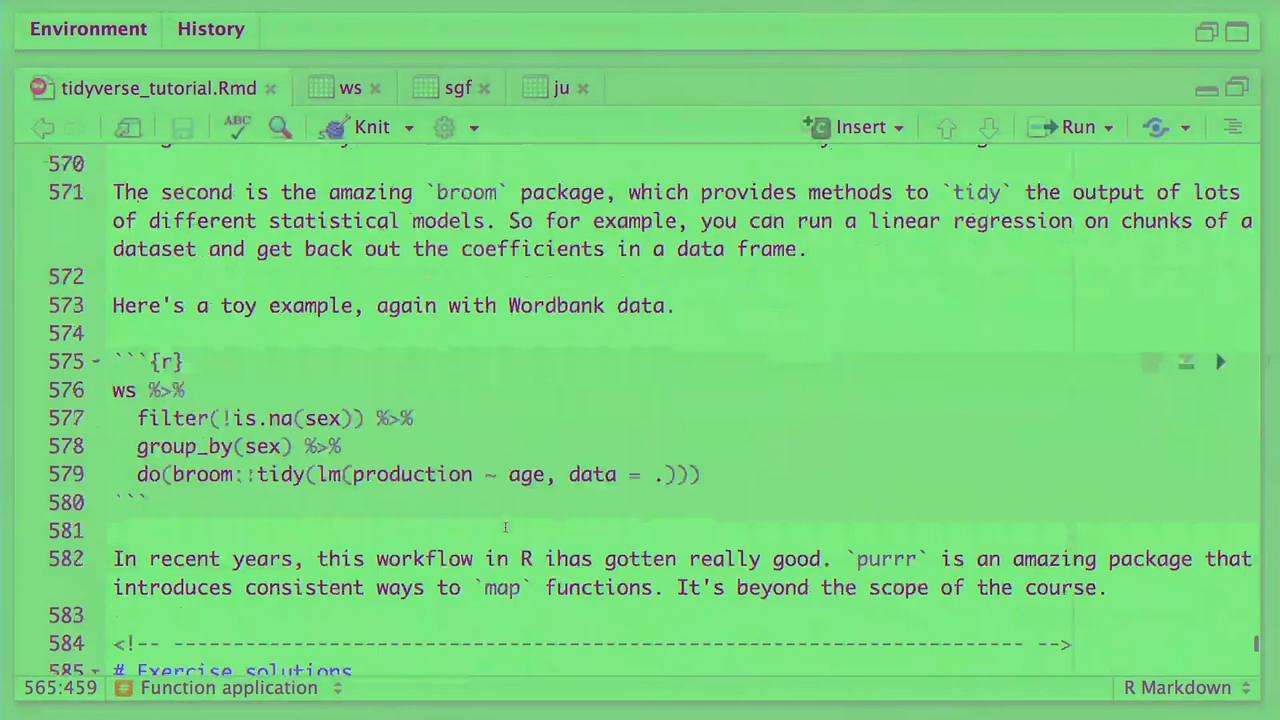 Environment History
tidyverse_tutorial.Rmd ws sgf ju
ABC Knit Insert Run
570
571 The second is the amazing `broom` package, which provides methods to `tidy` the output of lots
of different statistical models. So for example, you can run a linear regression on chunks of a
dataset and get back out the coefficients in a data frame.
572
573 Here's a toy example, again with Wordbank data.
574
575 ```{r}
576 ws %>%
577 filter(!is.na(sex)) %>%
578 group_by(sex) %>%
579 do(broom::tidy(lm(production ~ age, data = .)))
580 ```
581
582 In recent years, this workflow in R ihas gotten really good. `purrr` is an amazing package that
introduces consistent ways to `map` functions. It's beyond the scope of the course.
583
584 <!-- ----------------------------------------------------------------------- -->
585 # Exercise solutions
565:459 Function application R Markdown